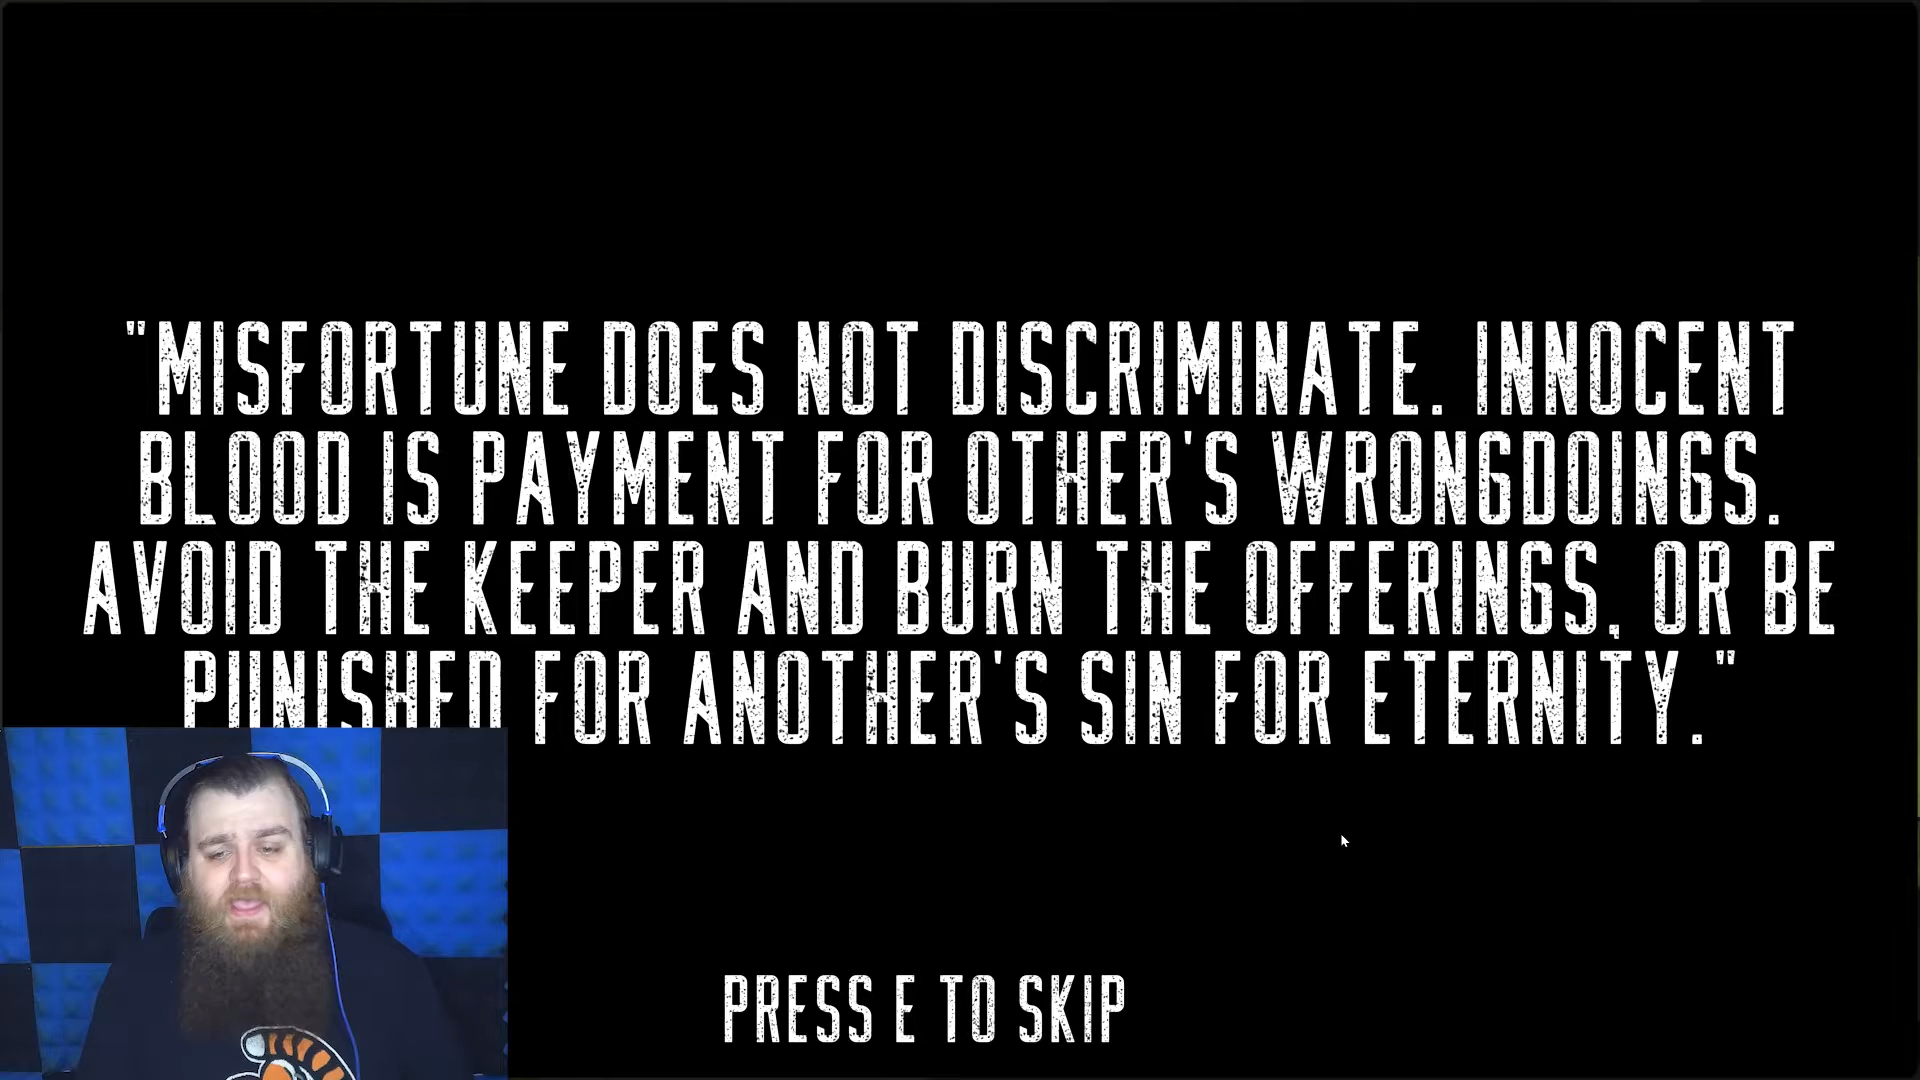 "MISFORTUNE DOES NOT DISCRIMINATE. INNOCENT
BLOOD IS PAYMENT FOR OTHER'S WRONGDOINGS.
AVOID THE KEEPER AND BURN THE OFFERINGS, OR BE
PUNISHED FOR ANOTHER'S SIN FOR ETERNITY."
PRESS E TO SKIP